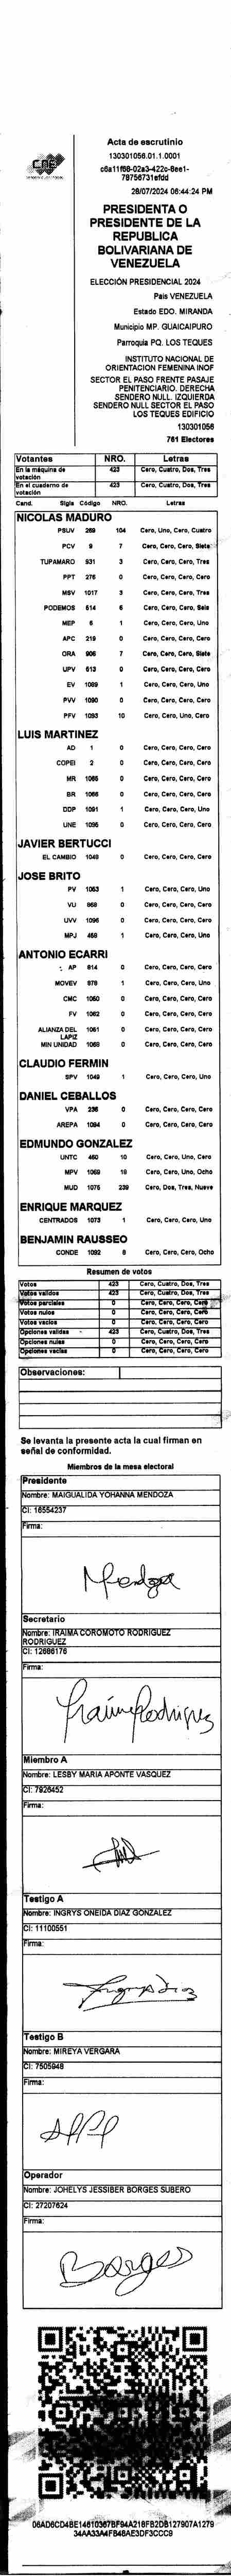 CNE
Acta de escrutinio
130301056.01.1.0001
28/07/2024 06:44:24 PM
PRESIDENTA O
PRESIDENTE DE LA
REPUBLICA
BOLIVARIANA DE
VENEZUELA
ELECCIÓN PRESIDENCIAL 2024
Pais VENEZUELA
Estado EDO. MIRANDA
Municipio MP. GUAICAIPURO
Parroquia PQ. LOS TEQUES
INSTITUTO NACIONAL DE
ORIENTACION FEMENINA INOF
SECTOR EL PASO FRENTE PASAJE
PENITENCIARIO. DERECHA
SENDERO NULL. IZQUIERDA
SENDERO NULL SECTOR EL PASO
LOS TEQUES EDIFICIO
130301056
761 Electores
Votantes NRO. Letras
En la máquina de votación 423 Cero, Cuatro, Dos, Tres
En el cuaderno de votación 423 Cero, Cuatro, Dos, Tres
Cand. Sigla Código NRO. Letras
NICOLAS MADURO
PSUV 269 104 Cero, Uno, Cero, Cuatro
PCV 9 7 Cero, Cero, Cero, Siete
TUPAMARO 931 3 Cero, Cero, Cero, Tres
PPT 276 0 Cero, Cero, Cero, Cero
MSV 1017 3 Cero, Cero, Cero, Tres
PODEMOS 514 6 Cero, Cero, Cero, Seis
MEP 6 1 Cero, Cero, Cero, Uno
APC 219 0 Cero, Cero, Cero, Cero
ORA 906 7 Cero, Cero, Cero, Siete
UPV 513 0 Cero, Cero, Cero, Cero
EV 1089 1 Cero, Cero, Cero, Uno
PVV 1090 0 Cero, Cero, Cero, Cero
PFV 1093 10 Cero, Cero, Uno, Cero
LUIS MARTINEZ
AD 1 0 Cero, Cero, Cero, Cero
COPEI 2 0 Cero, Cero, Cero, Cero
MR 1065 0 Cero, Cero, Cero, Cero
BR 1066 0 Cero, Cero, Cero, Cero
DDP 1091 1 Cero, Cero, Cero, Uno
UNE 1095 0 Cero, Cero, Cero, Cero
JAVIER BERTUCCI
EL CAMBIO 1048 0 Cero, Cero, Cero, Cero
JOSE BRITO
PV 1063 1 Cero, Cero, Cero, Uno
VU 868 0 Cero, Cero, Cero, Cero
UVV 1096 0 Cero, Cero, Cero, Cero
MPJ 458 1 Cero, Cero, Cero, Uno
ANTONIO ECARRI
AP 814 0 Cero, Cero, Cero, Cero
MOVEV 978 1 Cero, Cero, Cero, Uno
CMC 1060 0 Cero, Cero, Cero, Cero
FV 1062 0 Cero, Cero, Cero, Cero
ALIANZA DEL LAPIZ 1061 0 Cero, Cero, Cero, Cero
MIN UNIDAD 1068 0 Cero, Cero, Cero, Cero
CLAUDIO FERMIN
SPV 1049 1 Cero, Cero, Cero, Uno
DANIEL CEBALLOS
VPA 236 0 Cero, Cero, Cero, Cero
AREPA 1094 0 Cero, Cero, Cero, Cero
EDMUNDO GONZALEZ
UNTC 460 10 Cero, Cero, Uno, Cero
MPV 1069 18 Cero, Cero, Uno, Ocho
MUD 1075 239 Cero, Dos, Tres, Nueve
ENRIQUE MARQUEZ
CENTRADOS 1073 1 Cero, Cero, Cero, Uno
BENJAMIN RAUSSEO
CONDE 1092 8 Cero, Cero, Cero, Ocho
Resumen de votos
Votos 423 Cero, Cuatro, Dos, Tres
Votos validos 423 Cero, Cuatro, Dos, Tres
Votos parciales 0 Cero, Cero, Cero, Cero
Votos nulos 0 Cero, Cero, Cero, Cero
Votos vacios 0 Cero, Cero, Cero, Cero
Opciones validas 423 Cero, Cuatro, Dos, Tres
Opciones nulas 0 Cero, Cero, Cero, Cero
Opciones vacias 0 Cero, Cero, Cero, Cero
Observaciones:
Se levanta la presente acta la cual firman en
señal de conformidad.
Miembros de la mesa electoral
Presidente
Nombre: MAIGUALIDA YOHANNA MENDOZA
CI: 16554237
Firma:
Mendoza
Secretario
Nombre: IRAIMA COROMOTO RODRIGUEZ
RODRIGUEZ
CI: 12686176
Firma:
Iraima Rodriguez
Miembro A
Nombre: LESBY MARIA APONTE VASQUEZ
CI: 7926452
Firma:
Testigo A
Nombre: INGRYS ONEIDA DIAZ GONZALEZ
CI: 11100551
Firma:
Ingrys Diaz
Testigo B
Nombre: MIREYA VERGARA
CI: 7505948
Firma:
Operador
Nombre: JOHELYS JESSIBER BORGES SUBERO
CI: 27207624
Firma:
Borges